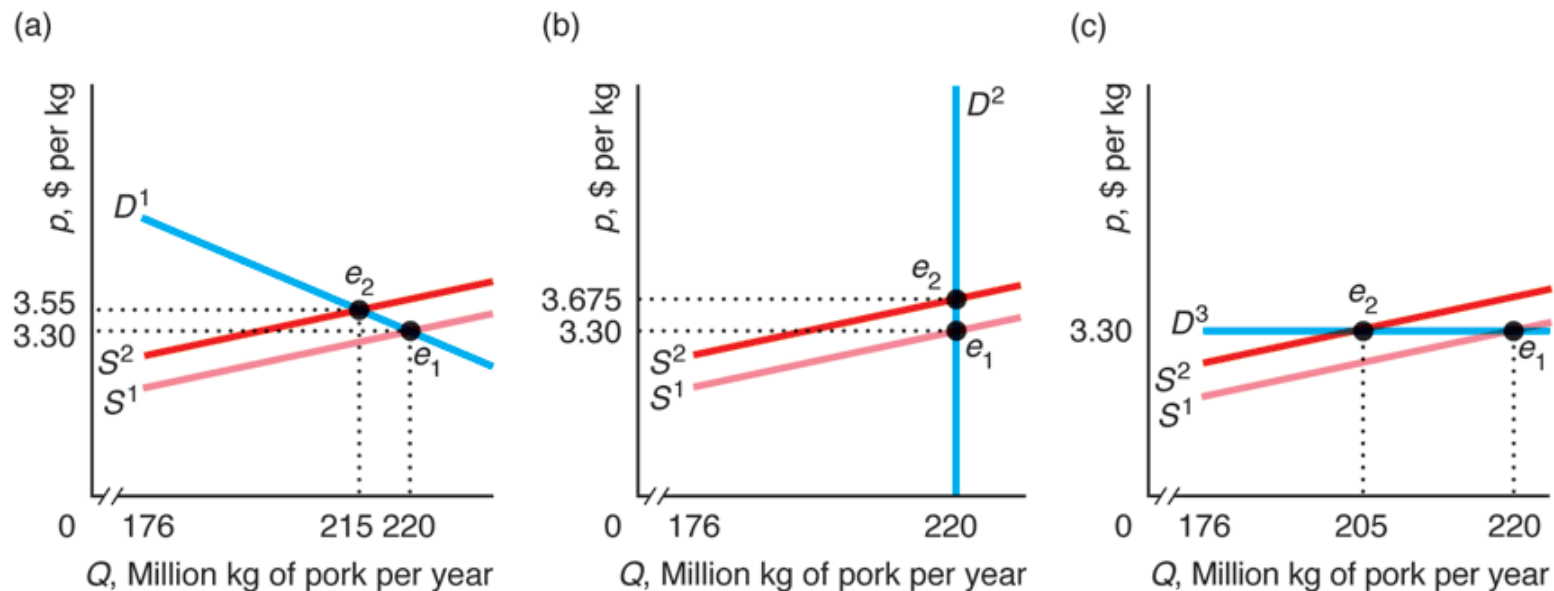 (a)
p, $ per kg
D¹
e₂
3.55
3.30
S²
e₁
S¹
0 176 215 220
Q, Million kg of pork per year
(b)
p, $ per kg
D²
e₂
3.675
3.30
S²
e₁
S¹
0 176 220
Q, Million kg of pork per year
(c)
p, $ per kg
e₂
3.30 D³
e₁
S²
S¹
0 176 205 220
Q, Million kg of pork per year